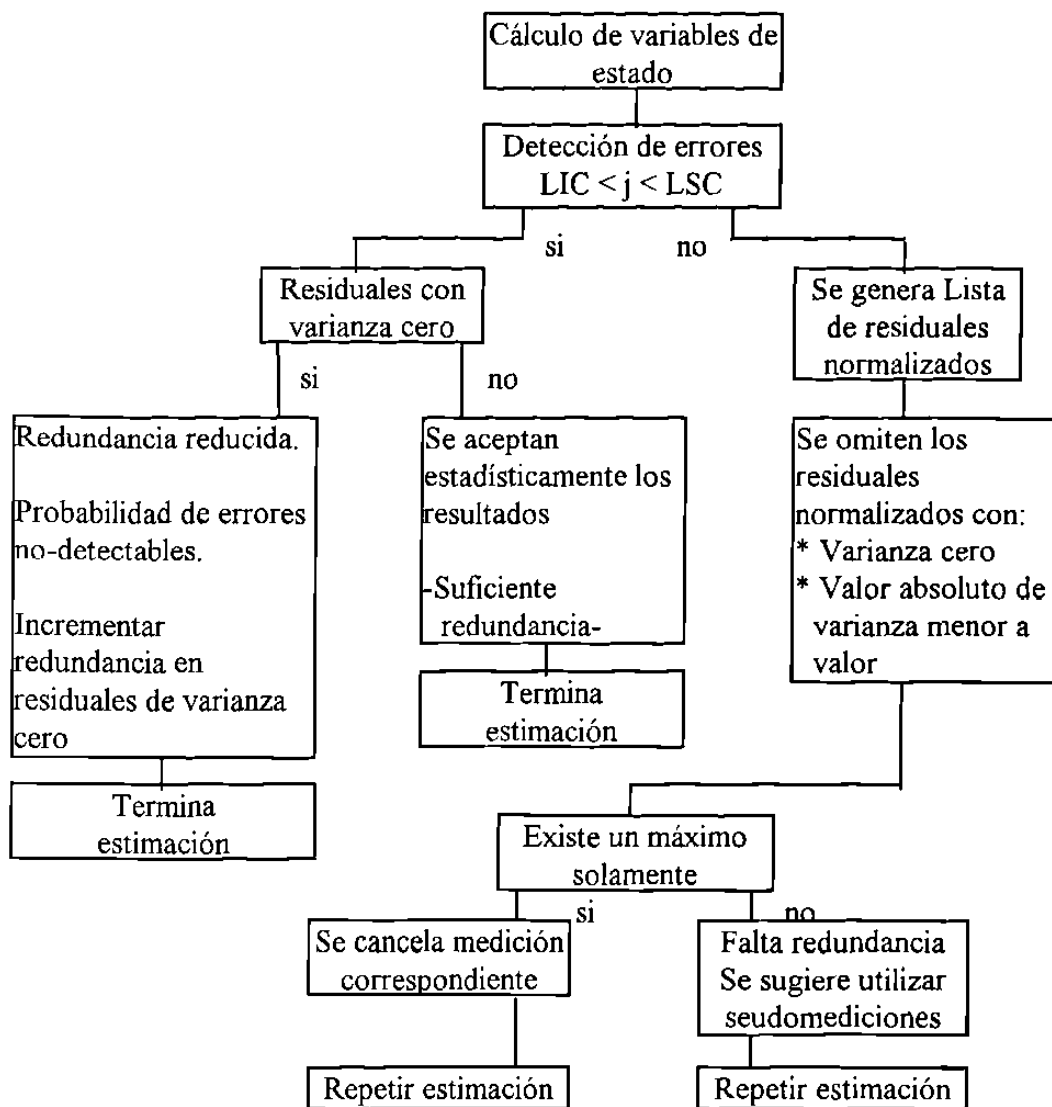 Cálculo de variables de
estado
Detección de errores
LIC < j < LSC
si
no
Residuales con
varianza cero
Se genera Lista
de residuales
normalizados
si
no
Redundancia reducida.
Probabilidad de errores
no-detectables.
Incrementar
redundancia en
residuales de varianza
cero
Se aceptan
estadísticamente los
resultados
-Suficiente
redundancia-
Se omiten los
residuales
normalizados con:
* Varianza cero
* Valor absoluto de
varianza menor a
valor
Termina
estimación
Termina
estimación
Existe un máximo
solamente
si
no
Se cancela medición
correspondiente
Falta redundancia
Se sugiere utilizar
seudomediciones
Repetir estimación
Repetir estimación